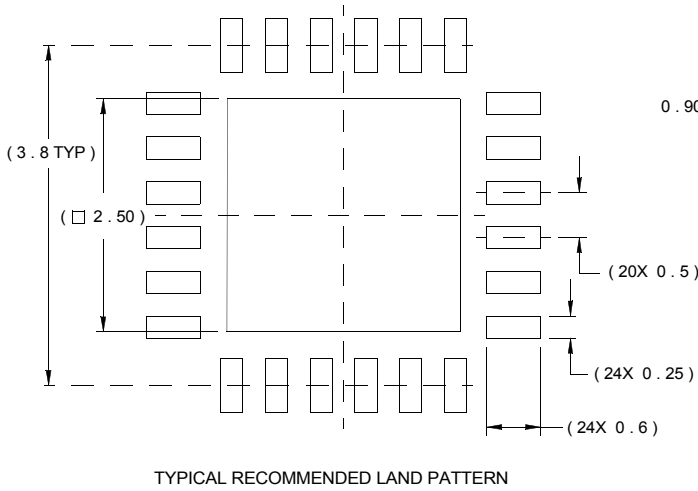 0.90
( 3 . 8 TYP )
( □ 2 . 50 )
( 20X 0 . 5 )
( 24X 0 . 25 )
( 24X 0 . 6 )
TYPICAL RECOMMENDED LAND PATTERN